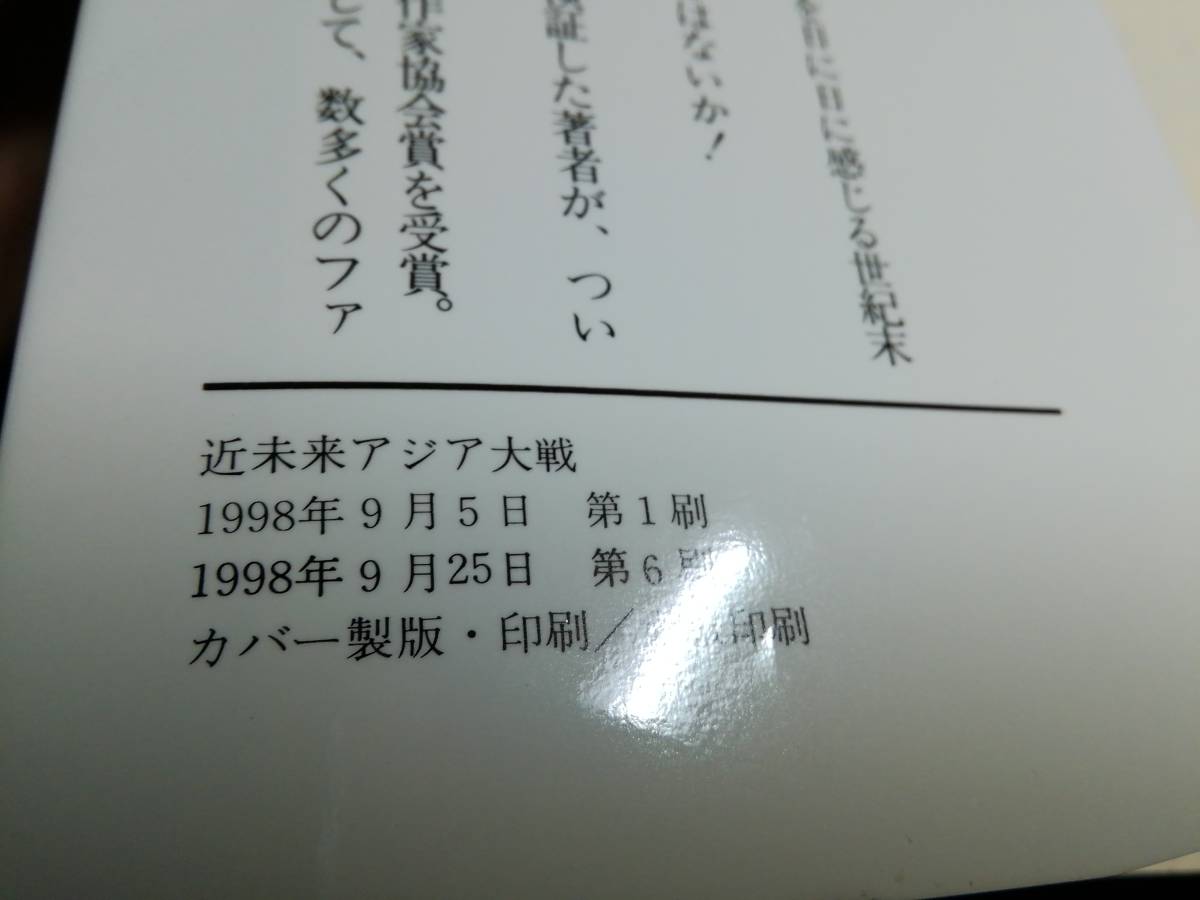 日に日に感じる世紀末
はないか！
証した著者が、つい
作家協会賞を受賞。
して、数多くのファ
近未来アジア大戦
1998年9月5日 第1刷
1998年9月25日 第6刷
カバー製版・印刷／ 印刷